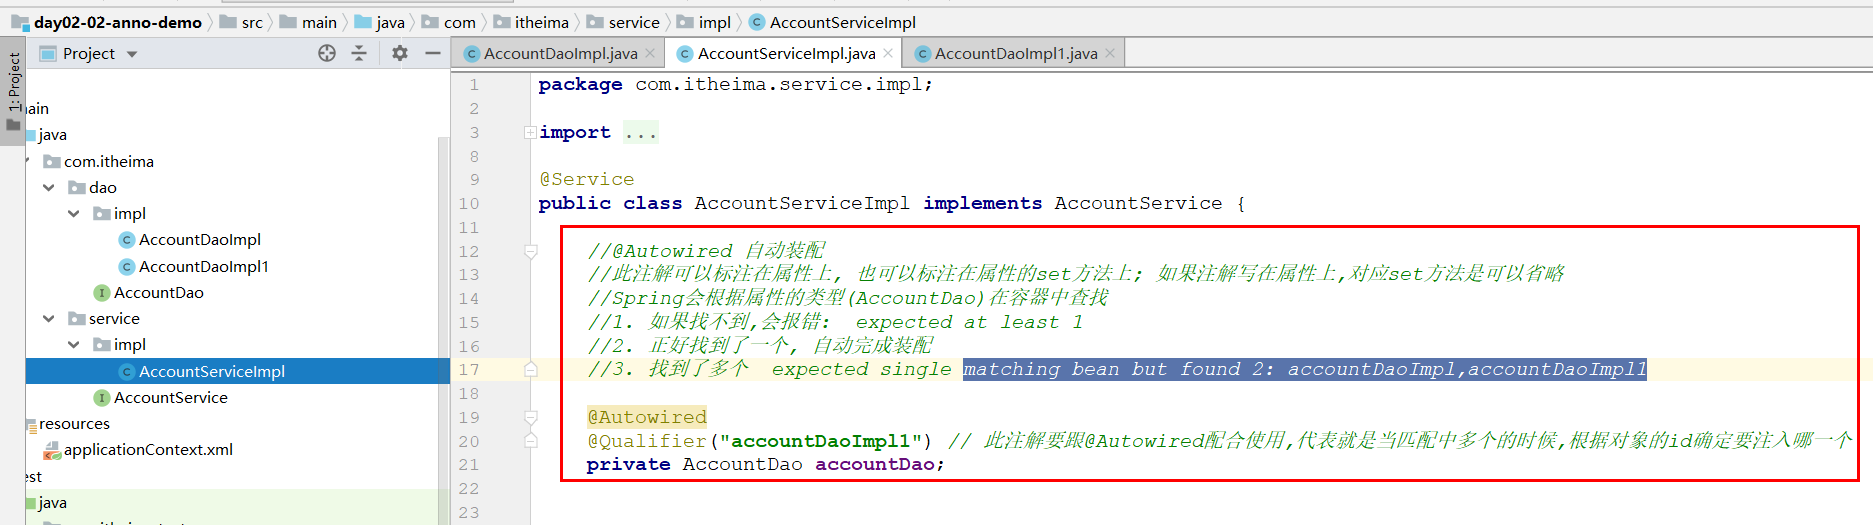 day02-02-anno-demo src main java com itheima service impl AccountServiceImpl
1: Project
Project
AccountDaoImpl.java AccountServiceImpl.java AccountDaoImpl1.java
ain
java
com.itheima
dao
impl
AccountDaoImpl
AccountDaoImpl1
AccountDao
service
impl
AccountServiceImpl
AccountService
resources
applicationContext.xml
est
java
1 package com.itheima.service.impl;
2
3 import ...
8
9 @Service
10 public class AccountServiceImpl implements AccountService {
11
12 //@Autowired 自动装配
13 //此注解可以标注在属性上, 也可以标注在属性的set方法上; 如果注解写在属性上,对应set方法是可以省略
14 //Spring会根据属性的类型(AccountDao)在容器中查找
15 //1. 如果找不到,会报错: expected at least 1
16 //2. 正好找到了一个, 自动完成装配
17 //3. 找到了多个 expected single matching bean but found 2: accountDaoImpl,accountDaoImpl1
18
19 @Autowired
20 @Qualifier("accountDaoImpl1") // 此注解要跟@Autowired配合使用,代表就是当匹配中多个的时候,根据对象的id确定要注入哪一个
21 private AccountDao accountDao;
22
23